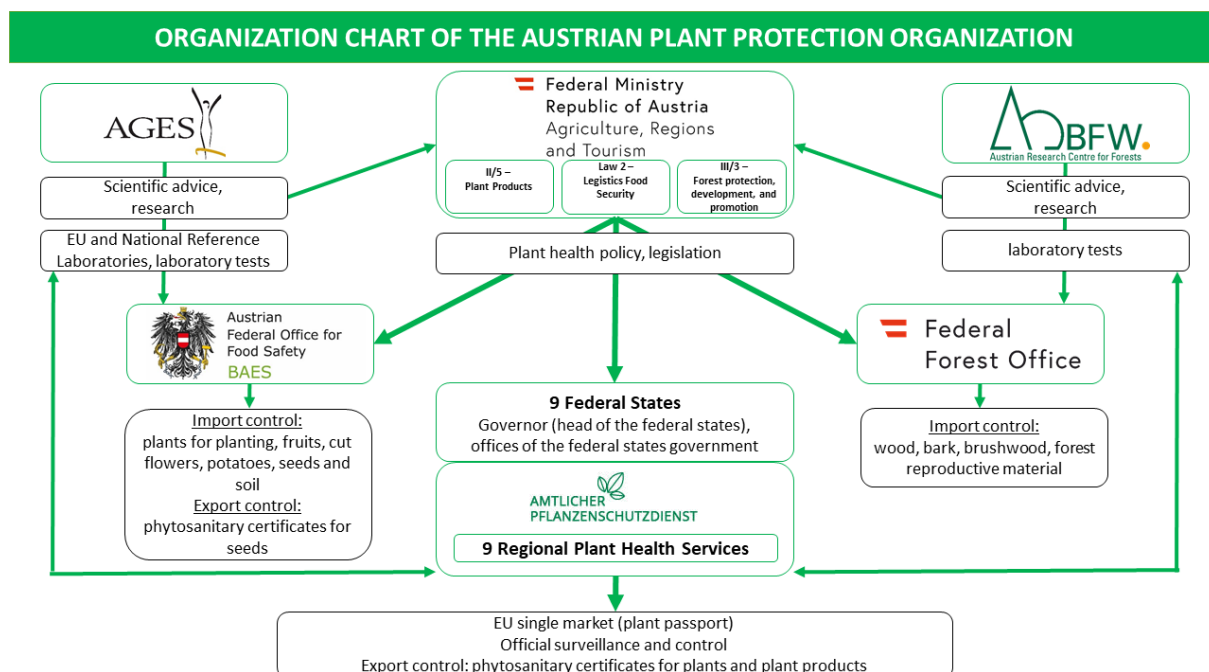 ORGANIZATION CHART OF THE AUSTRIAN PLANT PROTECTION ORGANIZATION
AGES
Scientific advice,
research
EU and National Reference
Laboratories, laboratory tests
Federal Ministry
Republic of Austria
Agriculture, Regions
and Tourism
II/5 –
Plant Products
Law 2 –
Legistics Food
Security
III/3 –
Forest protection,
development, and
promotion
Plant health policy, legislation
BFW.
Austrian Research Centre for Forests
Scientific advice,
research
laboratory tests
Austrian
Federal Office for
Food Safety
BAES
Import control:
plants for planting, fruits, cut
flowers, potatoes, seeds and
soil
Export control:
phytosanitary certificates for
seeds
9 Federal States
Governor (head of the federal states),
offices of the federal states government
AMTLICHER
PFLANZENSCHUTZDIENST
9 Regional Plant Health Services
Federal
Forest Office
Import control:
wood, bark, brushwood, forest
reproductive material
EU single market (plant passport)
Official surveillance and control
Export control: phytosanitary certificates for plants and plant products